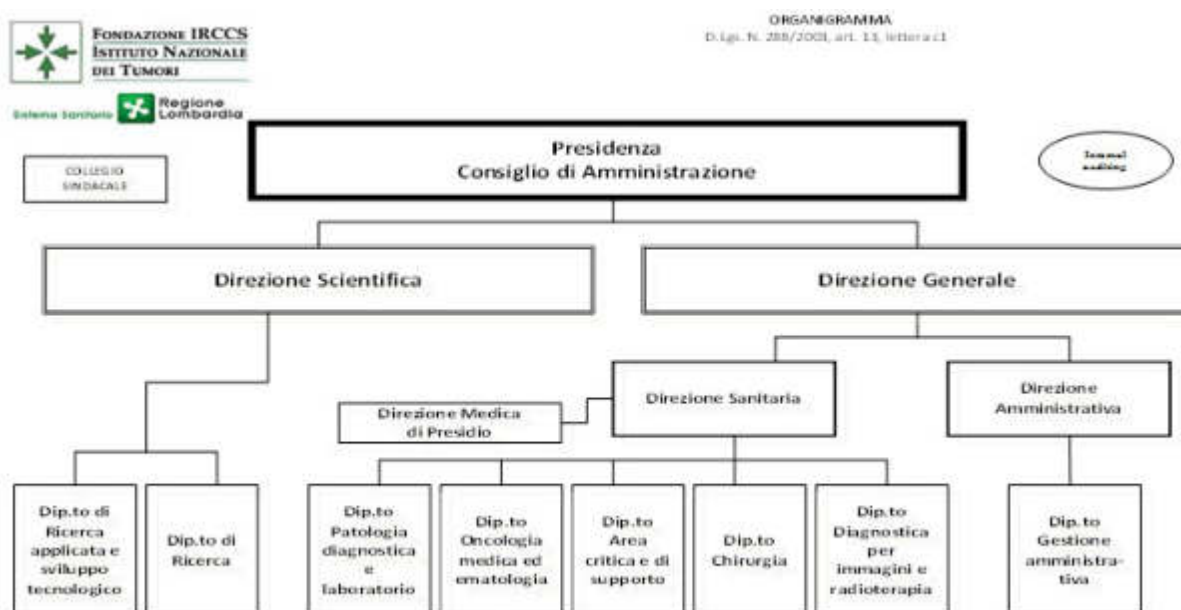 ORGANIGRAMMA
FONDAZIONE IRCCS
ISTITUTO NAZIONALE
DEI TUMORI
Sistema Sanitario
Regione
Lombardia
Presidenza
Consiglio di Amministrazione
COLLEGIO
SINDACALE
auditing
Direzione Scientifica
Direzione Generale
Direzione Sanitaria
Direzione
Amministrativa
Direzione Medica
di Presidio
Dip.to di
Ricerca
applicata e
sviluppo
tecnologico
Dip.to di
Ricerca
Dip.to
Patologia
diagnostica
e
laboratorio
Dip.to
Oncologia
medica ed
ematologia
Dip.to
Area
critica e di
supporto
Dip.to
Chirurgia
Dip.to
Diagnostica
per
immagini e
radioterapia
Dip.to
Gestione
amministra-
tiva